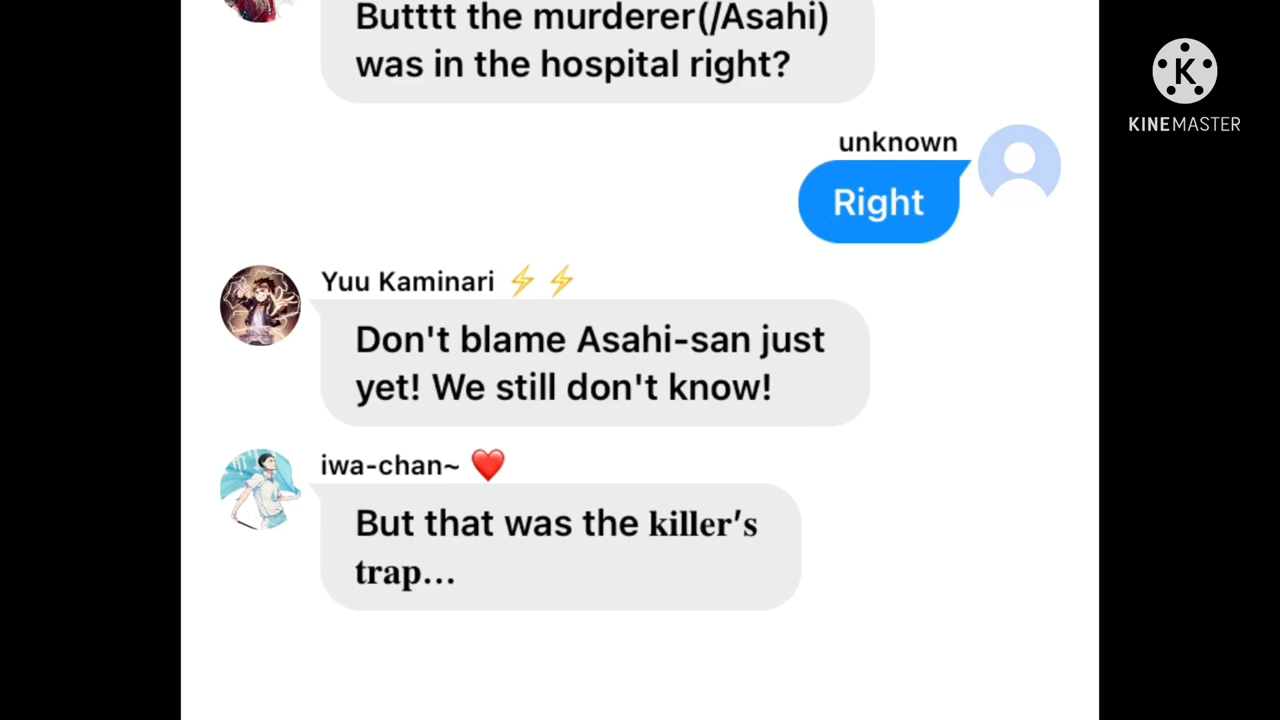 Butttt the murderer(/Asahi)
was in the hospital right?
K
KINEMASTER
unknown
Right
Yuu Kaminari ⚡⚡
Don't blame Asahi-san just
yet! We still don't know!
iwa-chan~ ❤️
But that was the killer's
trap...